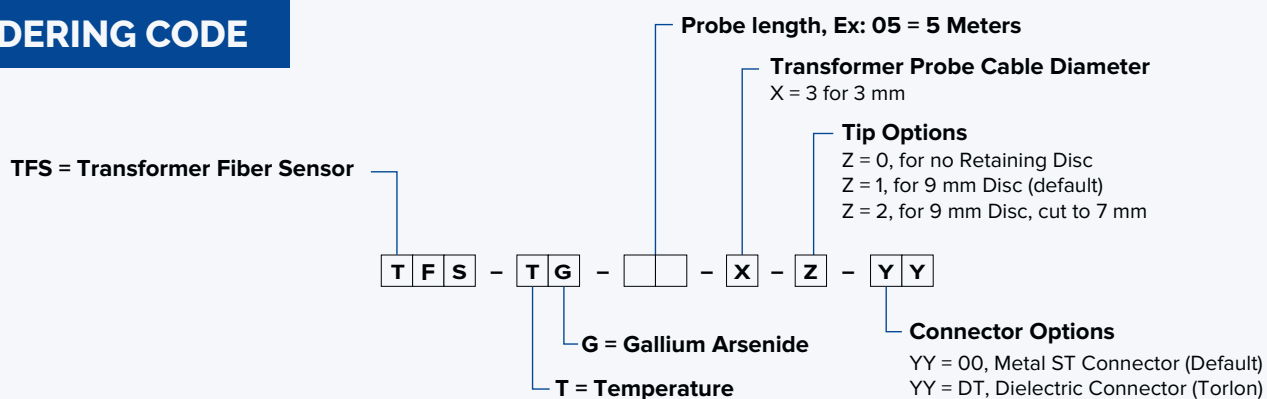 DERING CODE
Probe length, Ex: 05 = 5 Meters
Transformer Probe Cable Diameter
X = 3 for 3 mm
Tip Options
Z = 0, for no Retaining Disc
Z = 1, for 9 mm Disc (default)
Z = 2, for 9 mm Disc, cut to 7 mm
TFS = Transformer Fiber Sensor
T F S – T G – – X – Z – Y Y
G = Gallium Arsenide
T = Temperature
Connector Options
YY = 00, Metal ST Connector (Default)
YY = DT, Dielectric Connector (Torlon)